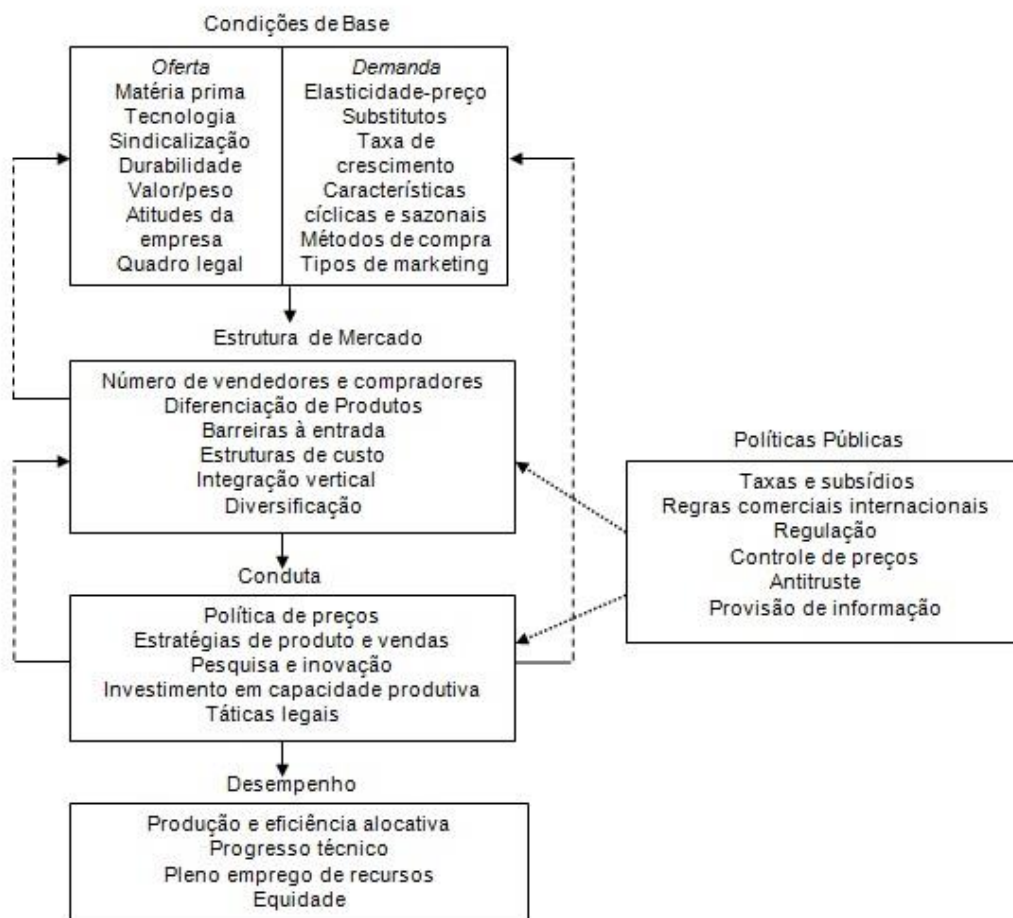 Condições de Base
Oferta
Matéria prima
Tecnologia
Sindicalização
Durabilidade
Valor/peso
Atitudes da
empresa
Quadro legal
Demanda
Elasticidade-preço
Substitutos
Taxa de
crescimento
Características
cíclicas e sazonais
Métodos de compra
Tipos de marketing
Estrutura de Mercado
Número de vendedores e compradores
Diferenciação de Produtos
Barreiras à entrada
Estruturas de custo
Integração vertical
Diversificação
Políticas Públicas
Taxas e subsídios
Regras comerciais internacionais
Regulação
Controle de preços
Antitruste
Provisão de informação
Conduta
Política de preços
Estratégias de produto e vendas
Pesquisa e inovação
Investimento em capacidade produtiva
Táticas legais
Desempenho
Produção e eficiência alocativa
Progresso técnico
Pleno emprego de recursos
Equidade